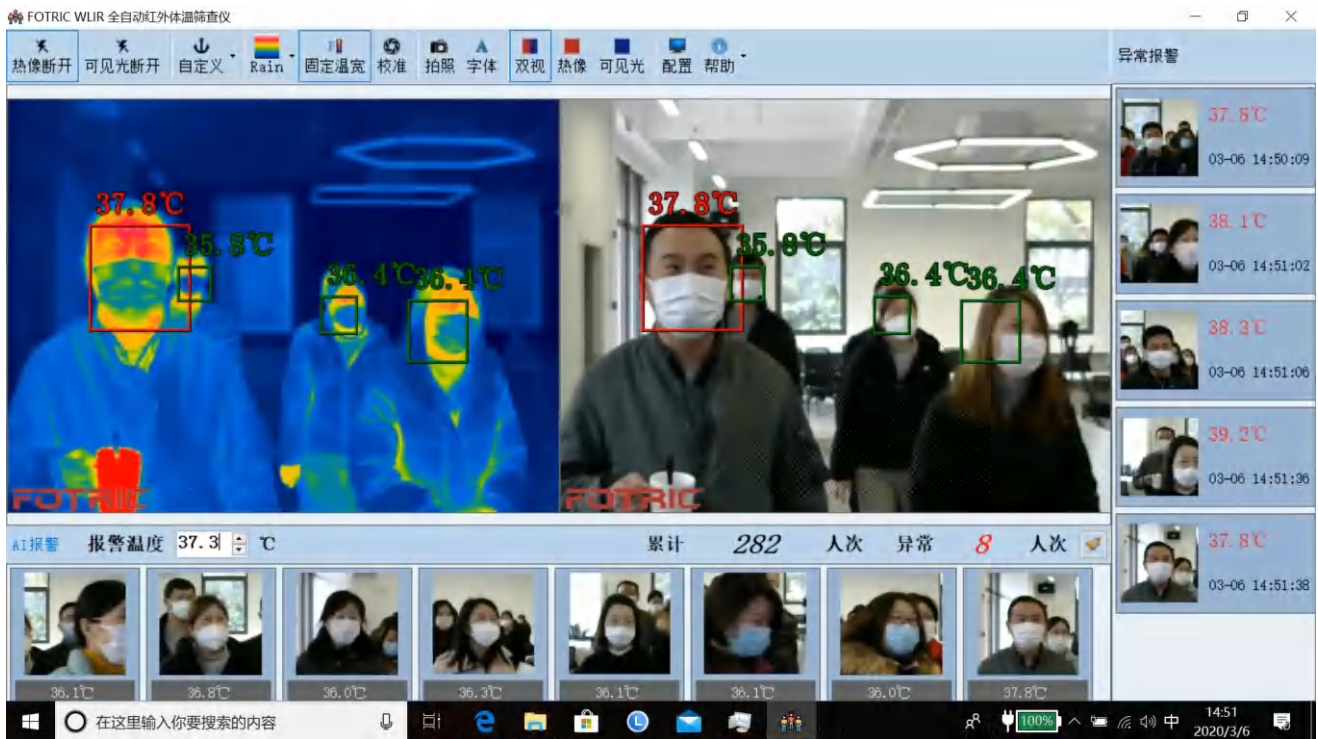 FOTRIC WLIR 全自动红外体温筛查仪
热像断开 可见光断开 自定义 Rain 固定温宽 校准 拍照 字体 双视 热像 可见光 配置 帮助
异常报警
37.8℃
03-06 14:50:09
38.1℃
03-06 14:51:02
38.3℃
03-06 14:51:06
39.2℃
03-06 14:51:36
37.8℃
03-06 14:51:38
37.8℃
35.8℃
36.4℃ 36.4℃
FOTRIC
37.8℃
35.8℃
36.4℃ 36.4℃
FOTRIC
AI报警 报警温度 37.3 ℃ 累计 282 人次 异常 8 人次
36.1℃ 36.8℃ 36.0℃ 36.3℃ 36.1℃ 36.1℃ 36.0℃ 37.8℃
在这里输入你要搜索的内容
100% 中 14:51
2020/3/6